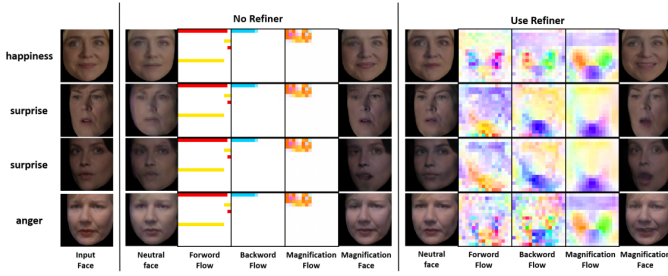 No Refiner
Use Refiner
happiness
surprise
surprise
anger
Input Face
Neutral face
Forword Flow
Backword Flow
Magnification Flow
Magnification Face
Neutral face
Forword Flow
Backword Flow
Magnification Flow
Magnification Face